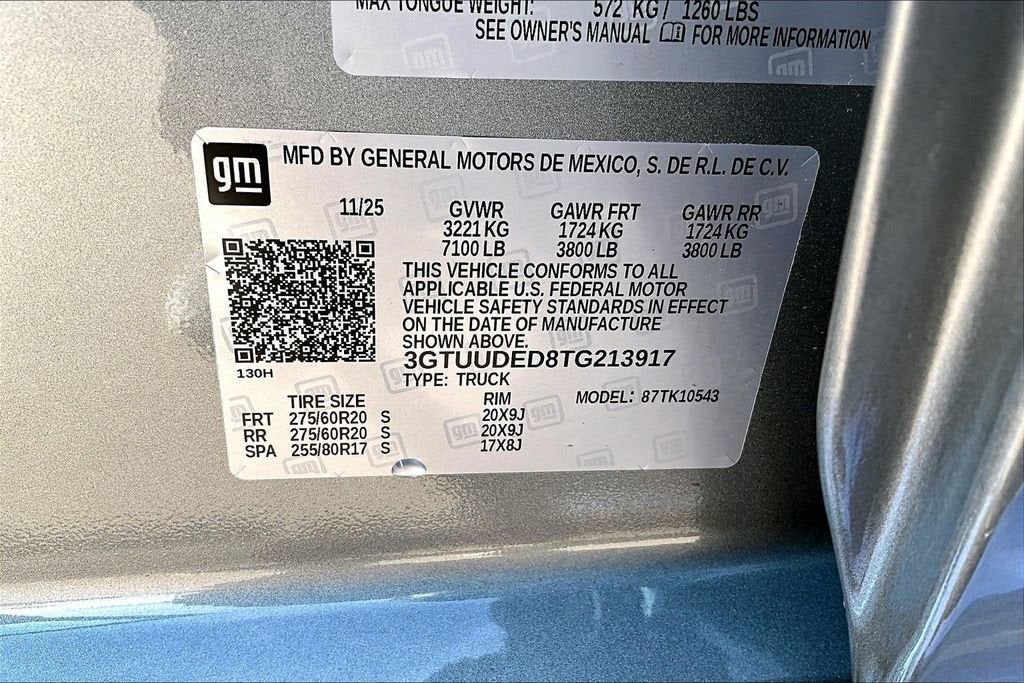 MAX TONGUE WEIGHT: 572 KG / 1260 LBS
SEE OWNER'S MANUAL FOR MORE INFORMATION
gm
MFD BY GENERAL MOTORS DE MEXICO, S. DE R.L. DE C.V.
11/25 GVWR GAWR FRT GAWR RR
3221 KG 1724 KG 1724 KG
7100 LB 3800 LB 3800 LB
THIS VEHICLE CONFORMS TO ALL
APPLICABLE U.S. FEDERAL MOTOR
VEHICLE SAFETY STANDARDS IN EFFECT
ON THE DATE OF MANUFACTURE
SHOWN ABOVE.
3GTUUDED8TG213917
130H
TYPE: TRUCK
TIRE SIZE RIM MODEL: 87TK10543
FRT 275/60R20 S 20X9J
RR 275/60R20 S 20X9J
SPA 255/80R17 S 17X8J